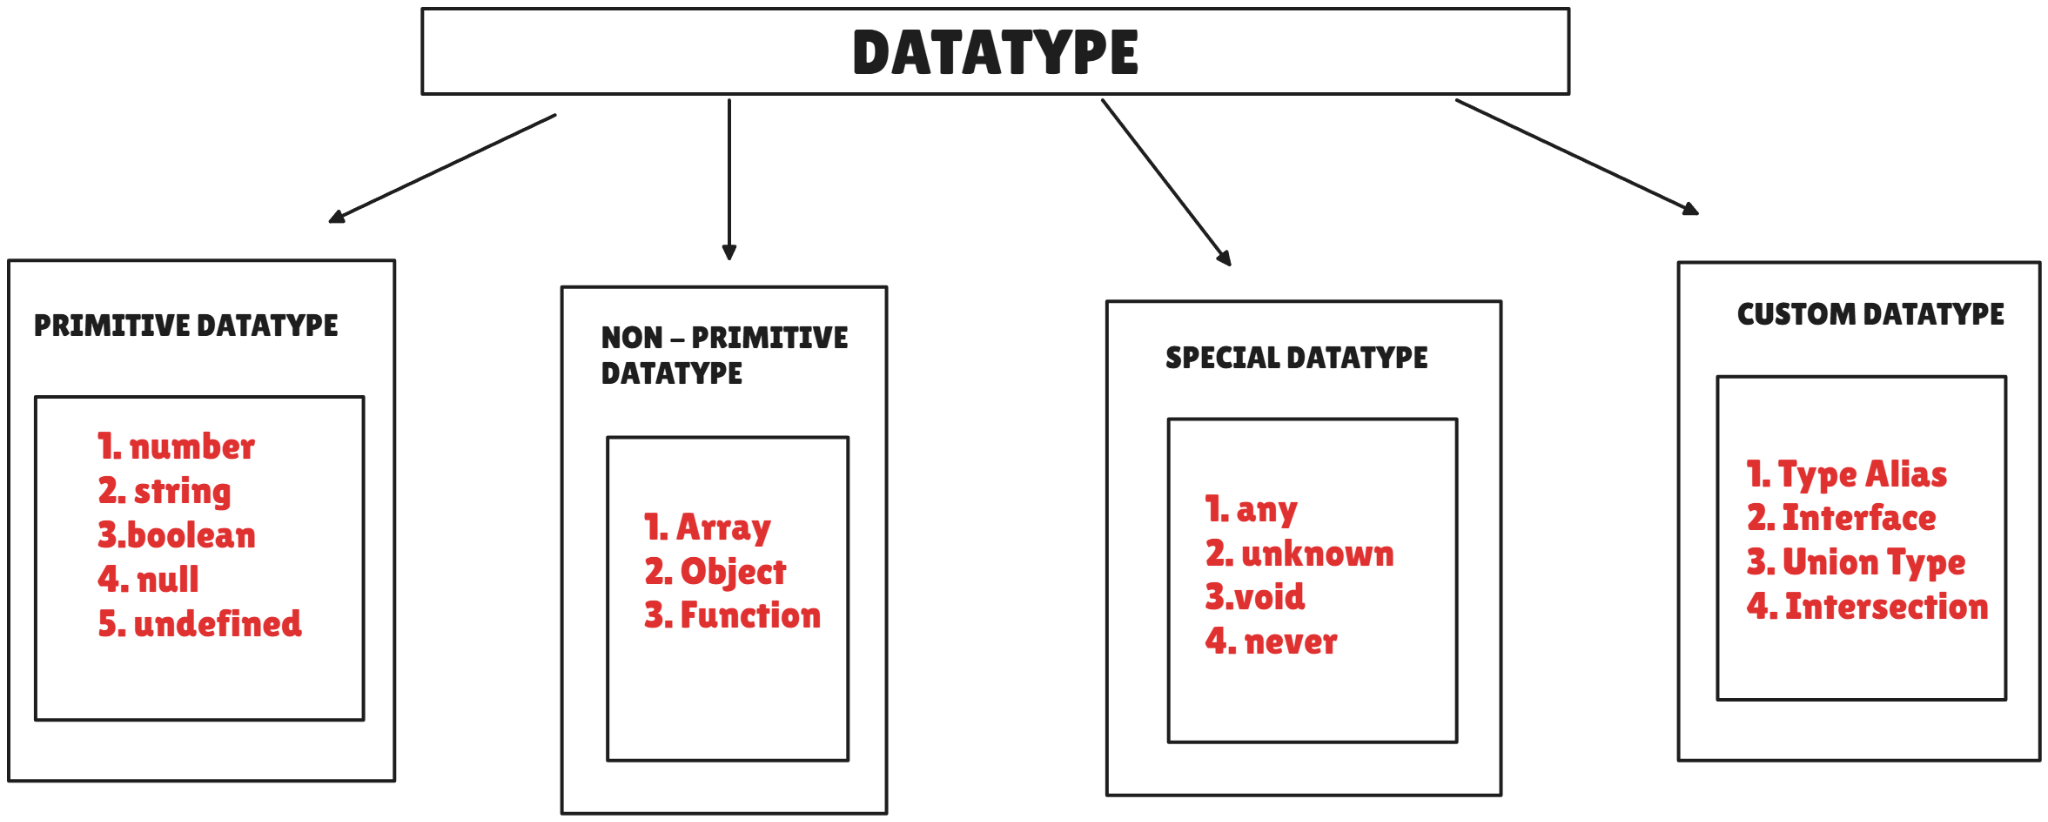 DATATYPE
PRIMITIVE DATATYPE
1. number
2. string
3.boolean
4. null
5. undefined
NON - PRIMITIVE
DATATYPE
1. Array
2. Object
3. Function
SPECIAL DATATYPE
1. any
2. unknown
3.void
4. never
CUSTOM DATATYPE
1. Type Alias
2. Interface
3. Union Type
4. Intersection